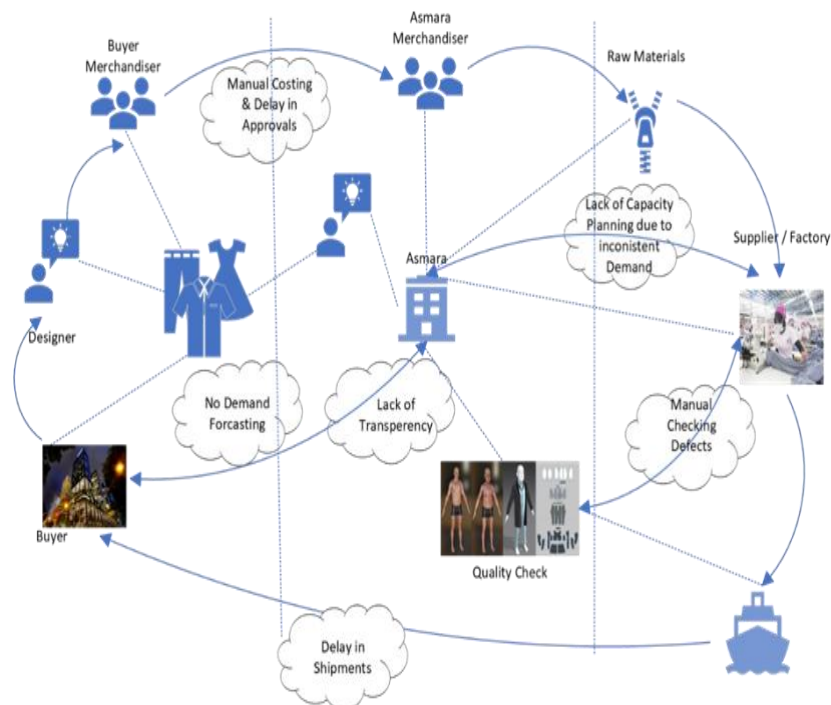 Asmara
Merchandiser
Buyer
Merchandiser
Raw Materials
Manual Costing
& Delay in
Approvals
Lack of Capacity
Planning due to
inconistent
Demand
Supplier / Factory
Asmara
Designer
No Demand
Forcasting
Lack of
Transperency
Manual
Checking
Defects
Buyer
Quality Check
Delay in
Shipments